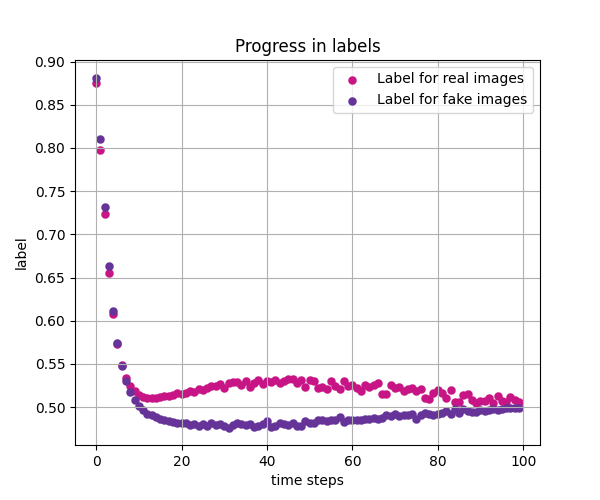 Progress in labels
Label for real images
Label for fake images
label
0.90
0.85
0.80
0.75
0.70
0.65
0.60
0.55
0.50
0 20 40 60 80 100
time steps